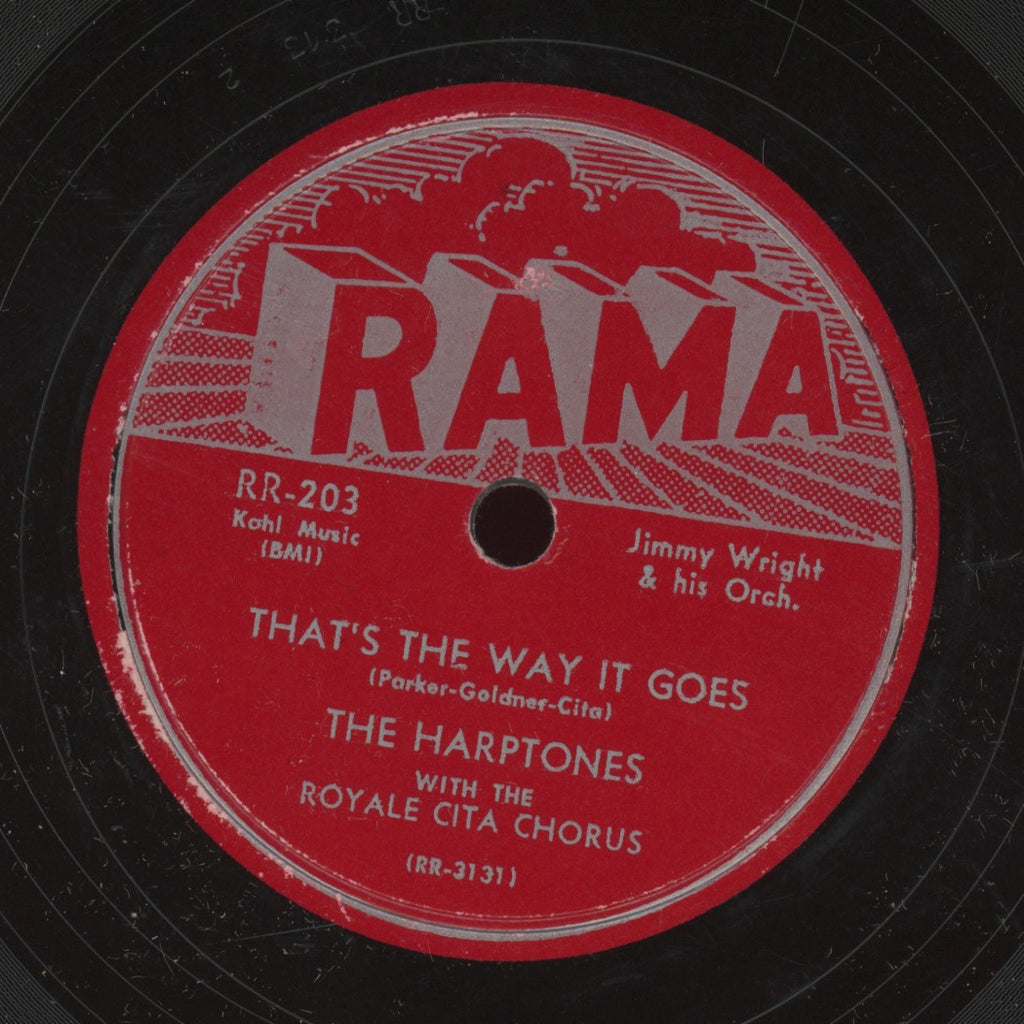 RAMA
RR-203
Kahl Music
(BMI)
Jimmy Wright
& his Orch.
THAT'S THE WAY IT GOES
(Parker-Goldner-Cita)
THE HARPTONES
WITH THE
ROYALE CITA CHORUS
(RR-3131)